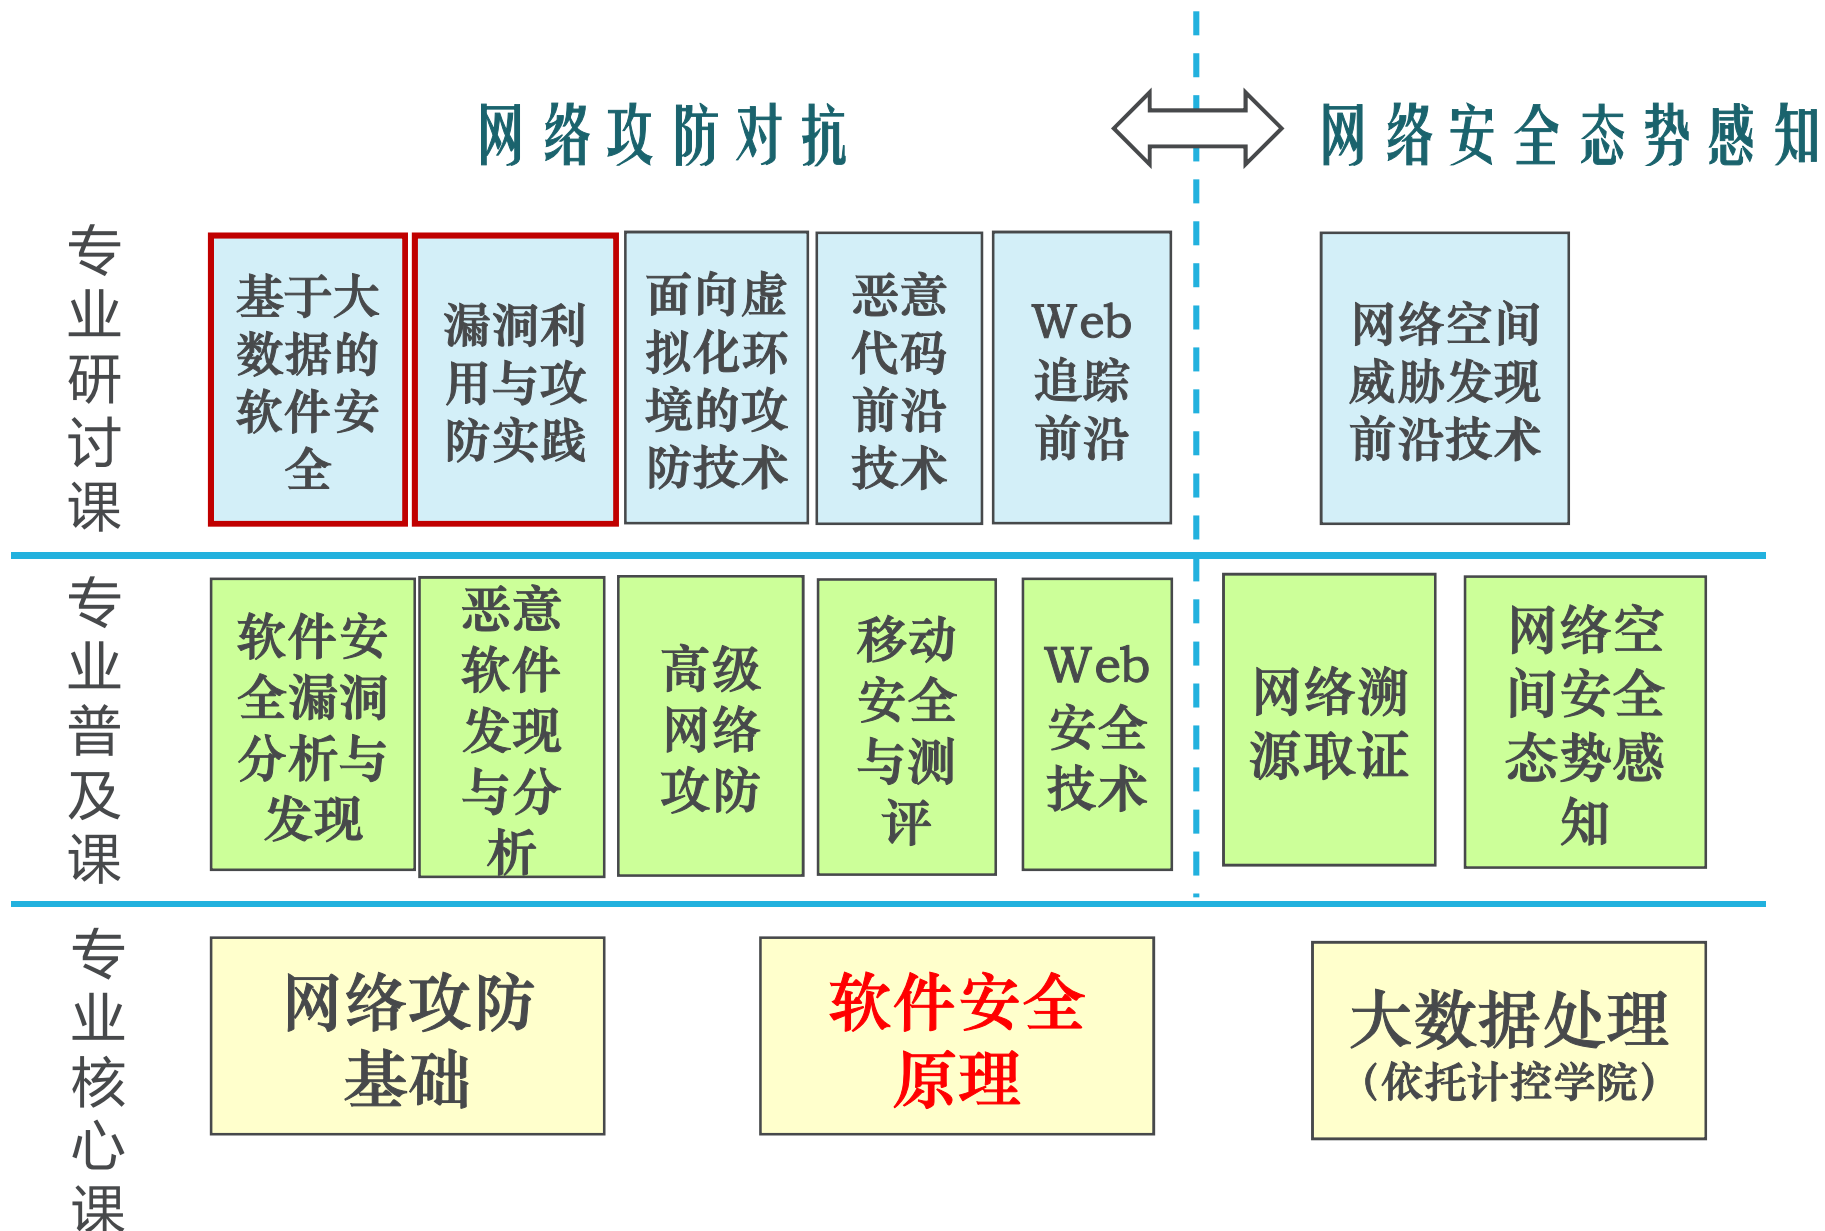 网络攻防对抗
网络安全态势感知
专
业
研
讨
课
基于大
数据的
软件安
全
漏洞利
用与攻
防实践
面向虚
拟化环
境的攻
防技术
恶意
代码
前沿
技术
Web
追踪
前沿
网络空间
威胁发现
前沿技术
专
业
普
及
课
软件安
全漏洞
分析与
发现
恶意
软件
发现
与分
析
高级
网络
攻防
移动
安全
与测
评
Web
安全
技术
网络溯
源取证
网络空
间安全
态势感
知
专
业
核
心
课
网络攻防
基础
软件安全
原理
大数据处理
（依托计控学院）